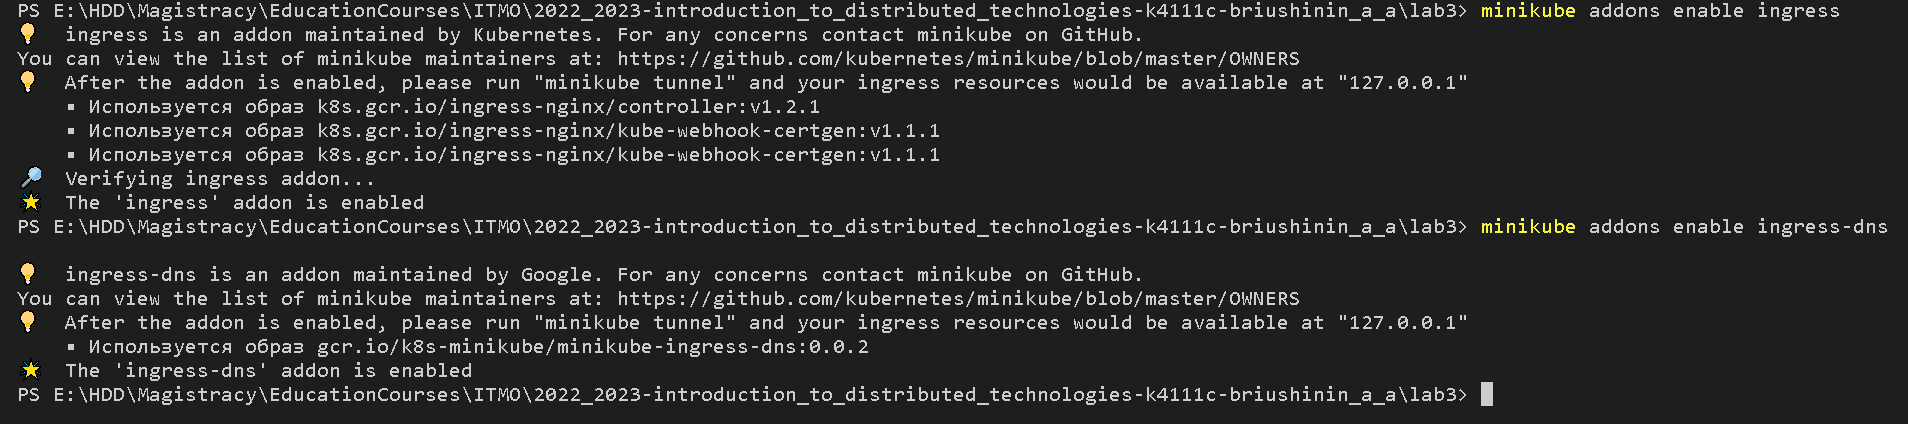 PS E:\HDD\Magistracy\EducationCourses\ITMO\2022_2023-introduction_to_distributed_technologies-k4111c-briushinin_a_a\lab3> minikube addons enable ingress
ingress is an addon maintained by Kubernetes. For any concerns contact minikube on GitHub.
You can view the list of minikube maintainers at: https://github.com/kubernetes/minikube/blob/master/OWNERS
After the addon is enabled, please run "minikube tunnel" and your ingress resources would be available at "127.0.0.1"
▪ Используется образ k8s.gcr.io/ingress-nginx/controller:v1.2.1
▪ Используется образ k8s.gcr.io/ingress-nginx/kube-webhook-certgen:v1.1.1
▪ Используется образ k8s.gcr.io/ingress-nginx/kube-webhook-certgen:v1.1.1
Verifying ingress addon...
The 'ingress' addon is enabled
PS E:\HDD\Magistracy\EducationCourses\ITMO\2022_2023-introduction_to_distributed_technologies-k4111c-briushinin_a_a\lab3> minikube addons enable ingress-dns
ingress-dns is an addon maintained by Google. For any concerns contact minikube on GitHub.
You can view the list of minikube maintainers at: https://github.com/kubernetes/minikube/blob/master/OWNERS
After the addon is enabled, please run "minikube tunnel" and your ingress resources would be available at "127.0.0.1"
▪ Используется образ gcr.io/k8s-minikube/minikube-ingress-dns:0.0.2
The 'ingress-dns' addon is enabled
PS E:\HDD\Magistracy\EducationCourses\ITMO\2022_2023-introduction_to_distributed_technologies-k4111c-briushinin_a_a\lab3>